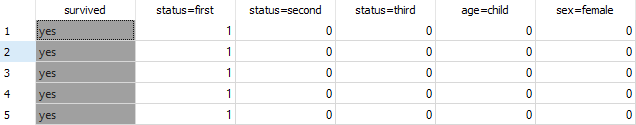 survived status=first status=second status=third age=child sex=female
1 yes 1 0 0 0 0
2 yes 1 0 0 0 0
3 yes 1 0 0 0 0
4 yes 1 0 0 0 0
5 yes 1 0 0 0 0